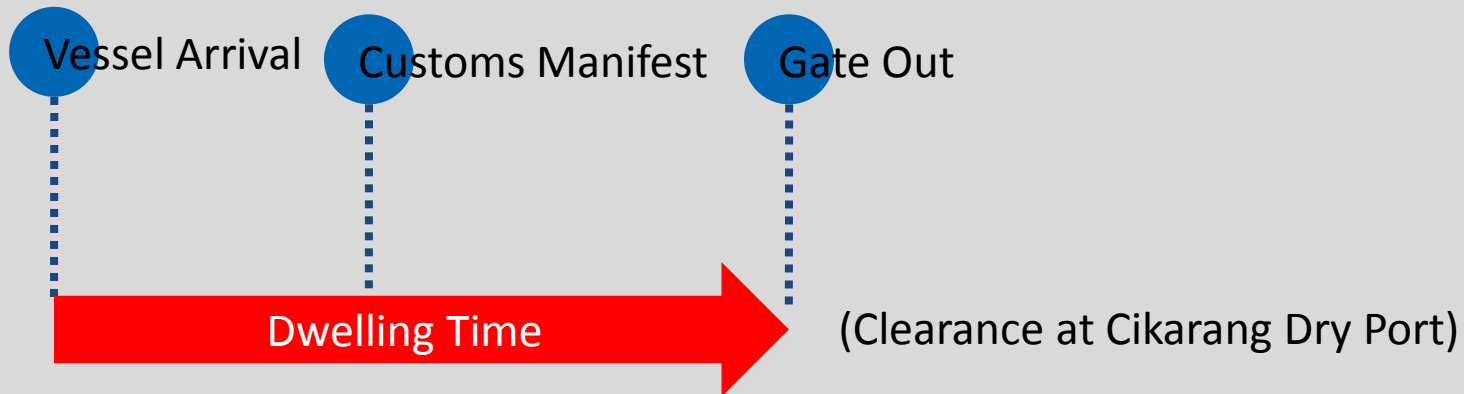 Vessel Arrival
Customs Manifest
Gate Out
Dwelling Time
(Clearance at Cikarang Dry Port)